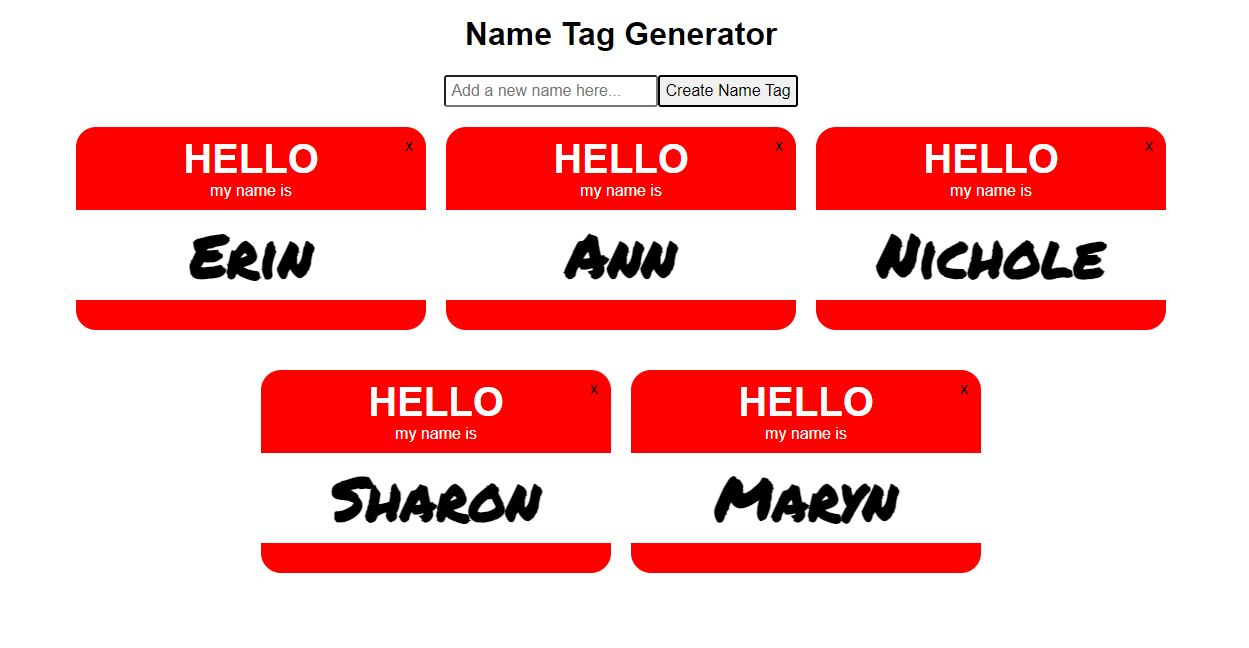 Name Tag Generator
Add a new name here... Create Name Tag
HELLO x
my name is
Erin
HELLO x
my name is
Ann
HELLO x
my name is
Nichole
HELLO x
my name is
Sharon
HELLO x
my name is
Maryn